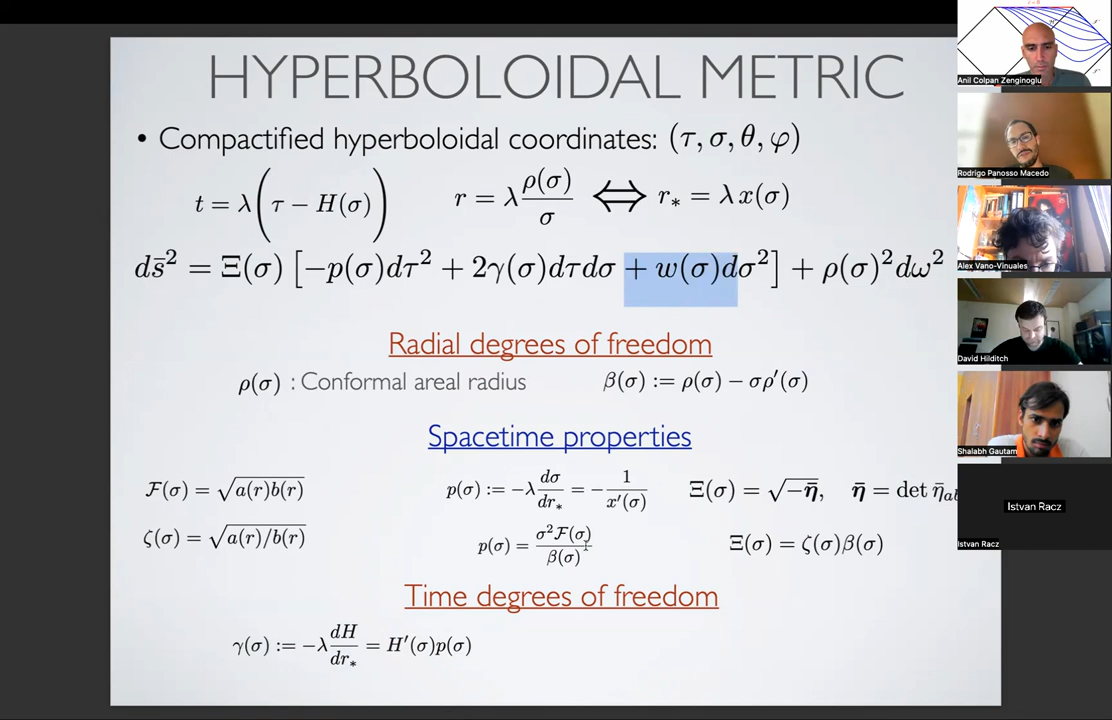 HYPERBOLOIDAL METRIC
• Compactified hyperboloidal coordinates: (τ, σ, θ, φ)
t = λ(τ − H(σ)) r = λ ρ(σ)/σ ⟺ r_* = λ x(σ)
ds̄² = Ξ(σ) [−p(σ)dτ² + 2γ(σ)dτdσ + w(σ)dσ²] + ρ(σ)²dω²
Radial degrees of freedom
ρ(σ) : Conformal areal radius β(σ) := ρ(σ) − σρ′(σ)
Spacetime properties
ℱ(σ) = √(a(r)b(r)) p(σ) := −λ dσ/dr_* = −1/x′(σ) Ξ(σ) = √(−η̄), η̄ = det η̄_ab
ζ(σ) = √(a(r)/b(r)) p(σ) = σ²ℱ(σ)/β(σ) Ξ(σ) = ζ(σ)β(σ)
Time degrees of freedom
γ(σ) := −λ dH/dr_* = H′(σ)p(σ)
Anil Colpan Zenginoglu
Rodrigo Panosso Macedo
Alex Vano-Vinuales
David Hilditch
Shalabh Gautam
Istvan Racz
Istvan Racz